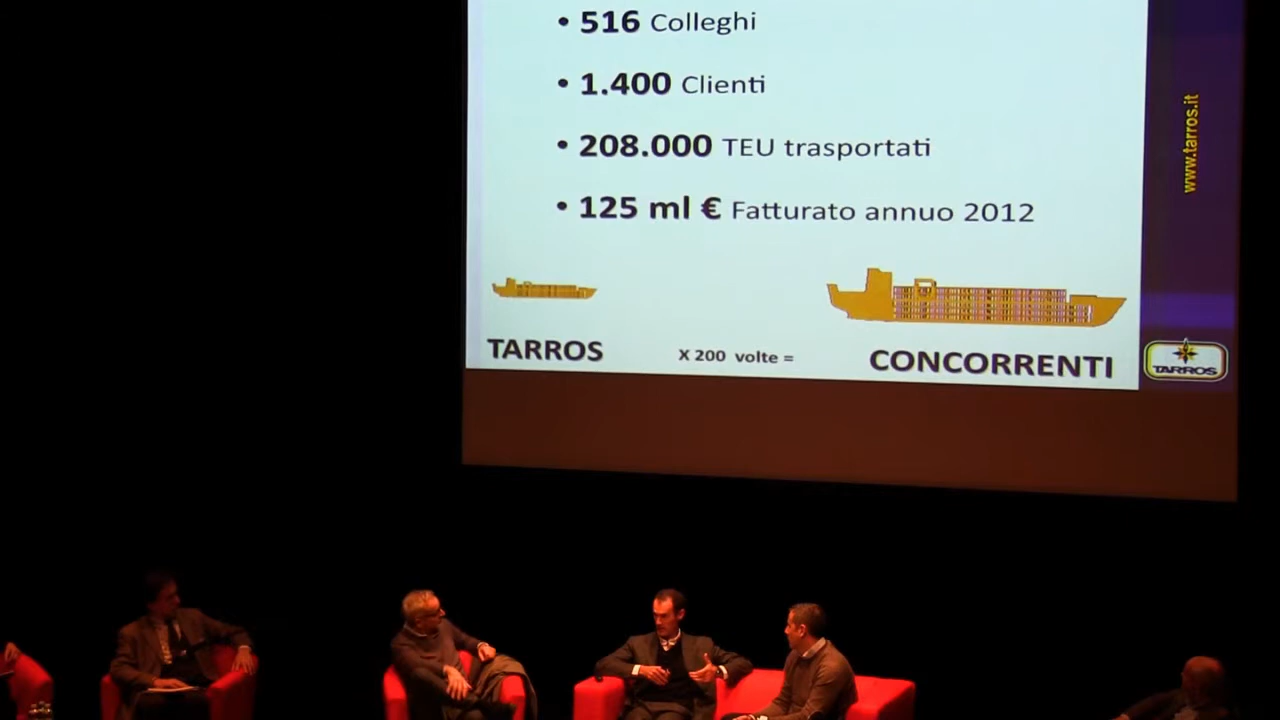 • 516 Colleghi
• 1.400 Clienti
• 208.000 TEU trasportati
• 125 ml € Fatturato annuo 2012
TARROS
X 200 volte =
CONCORRENTI
www.tarros.it
TARROS